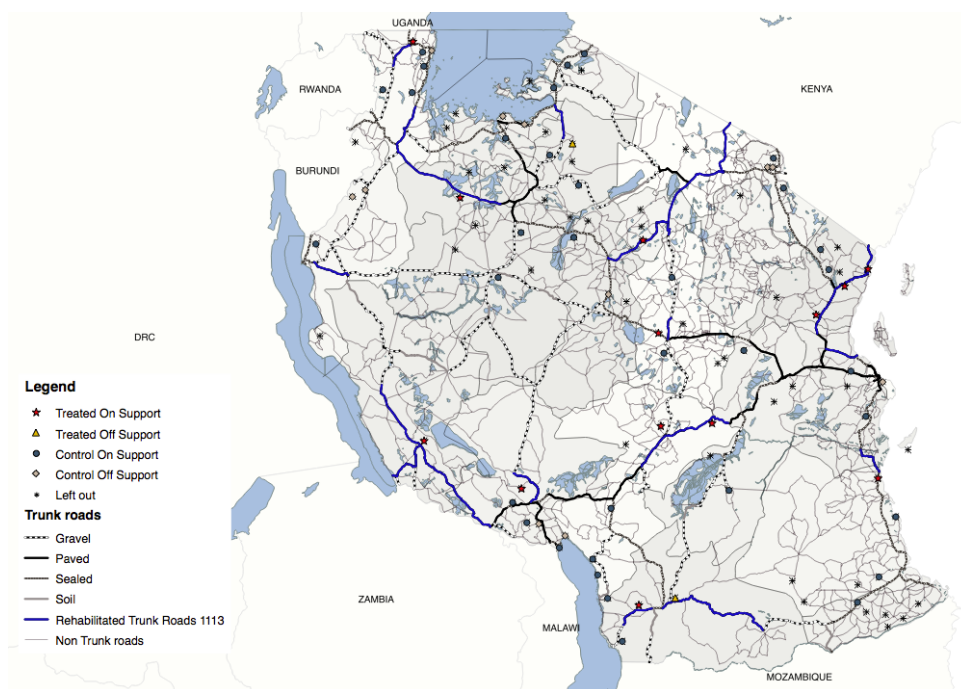 UGANDA
RWANDA
KENYA
BURUNDI
DRC
Legend
Treated On Support
Treated Off Support
Control On Support
Control Off Support
Left out
Trunk roads
Gravel
Paved
Sealed
Soil
Rehabilitated Trunk Roads 1113
Non Trunk roads
ZAMBIA
MALAWI
MOZAMBIQUE